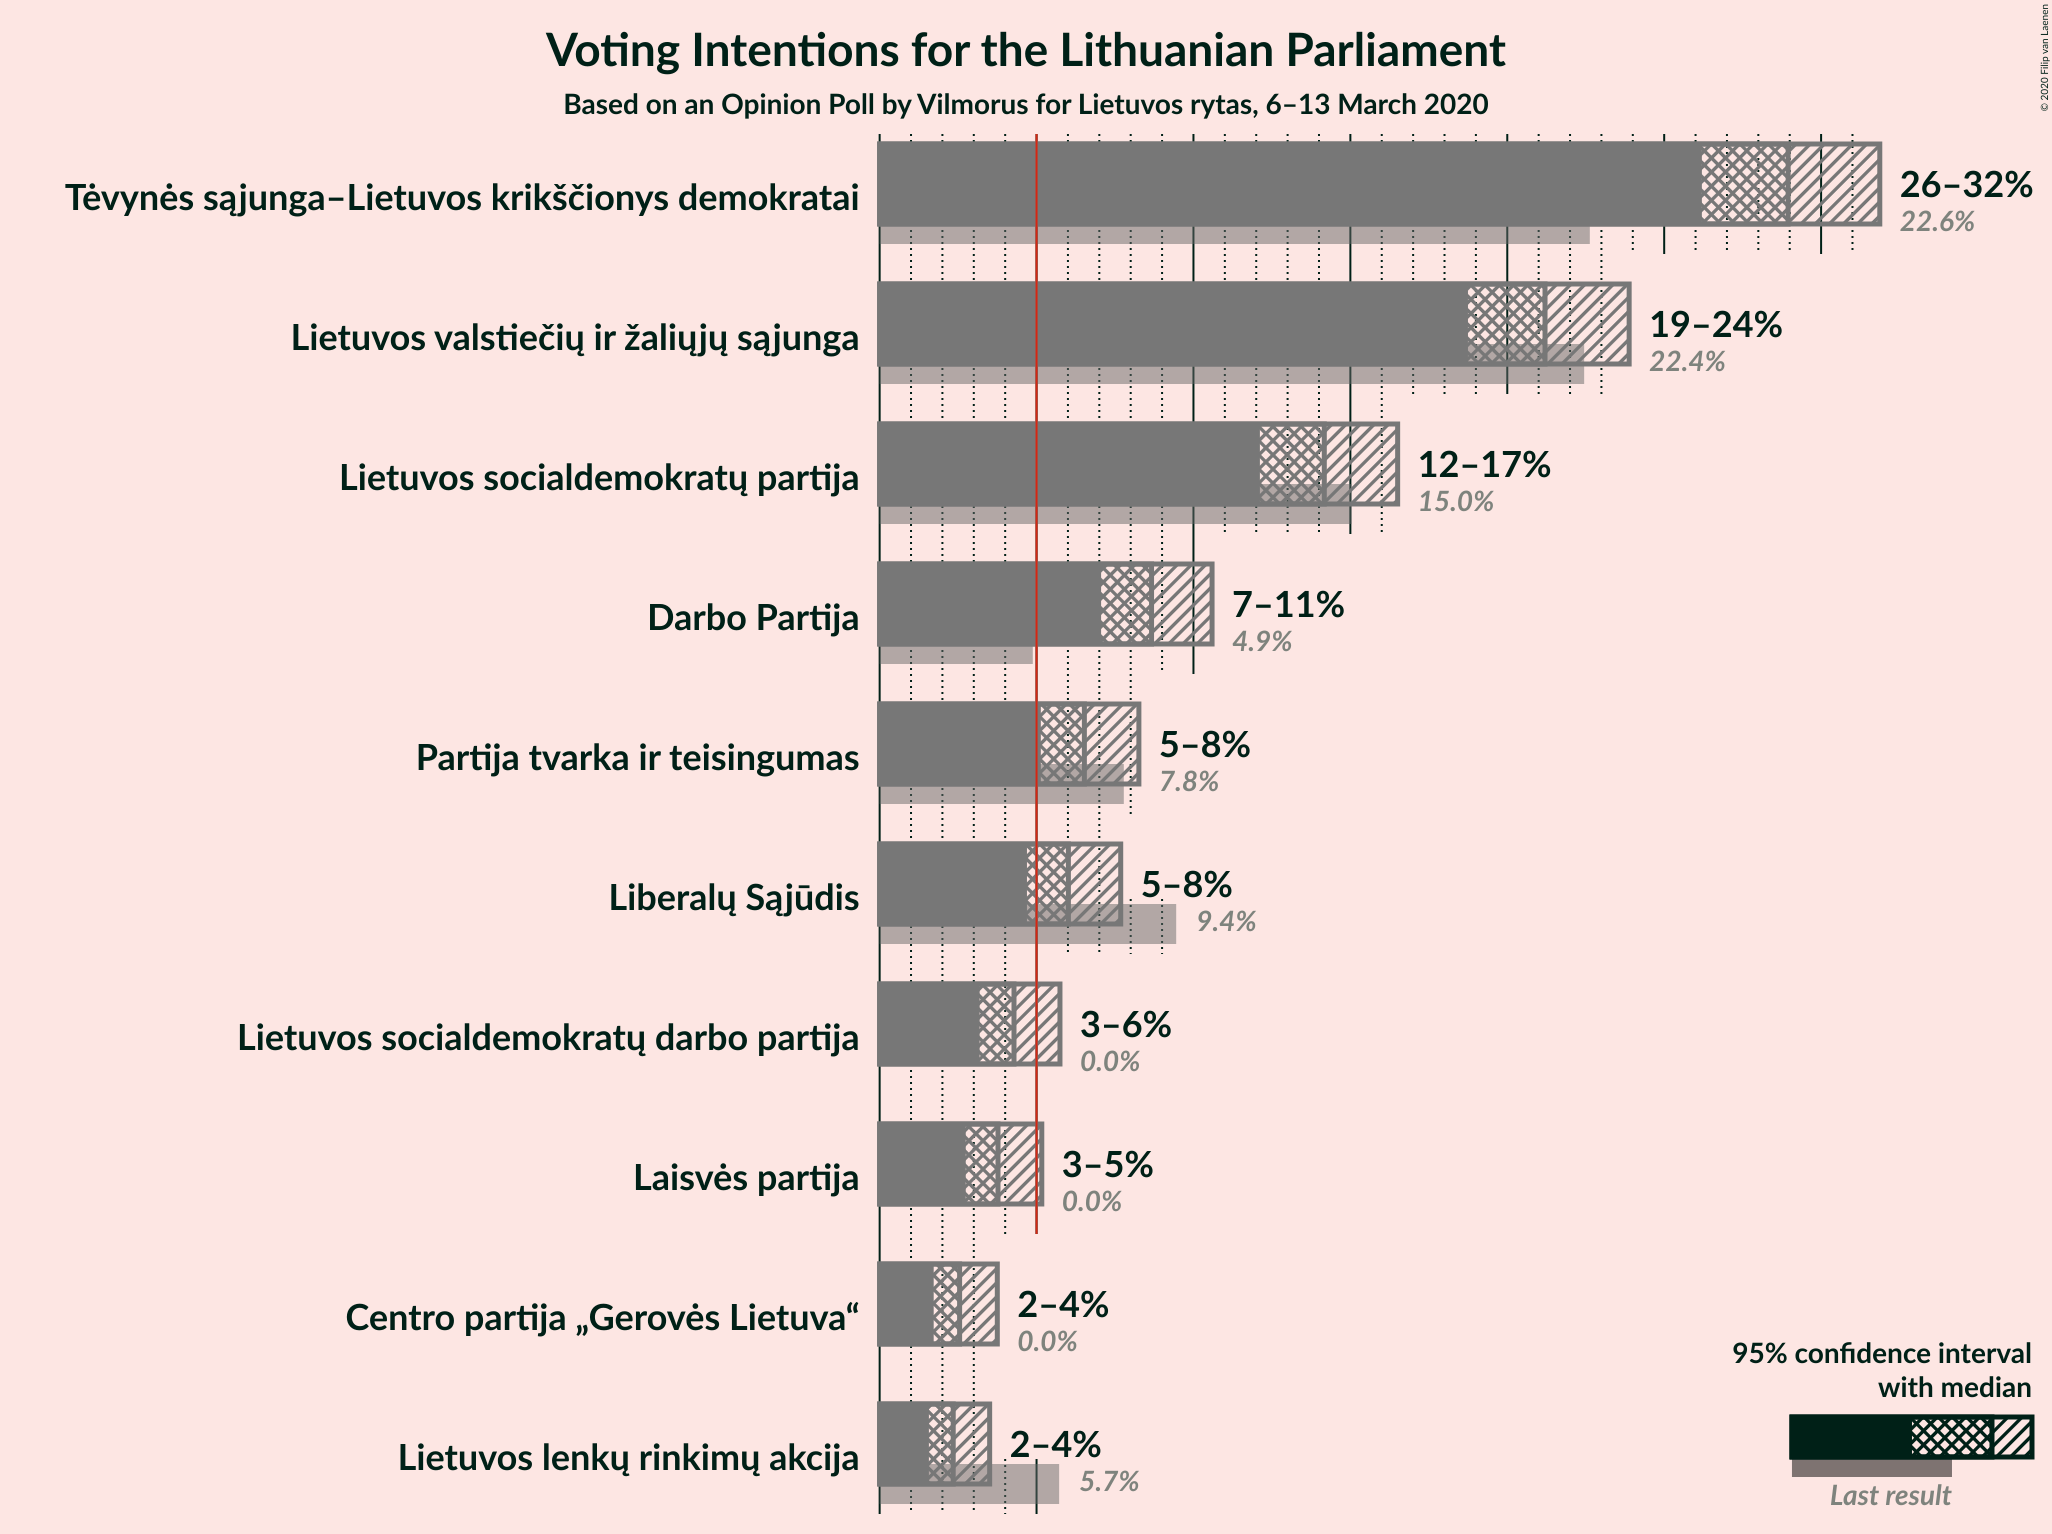 Voting Intentions for the Lithuanian Parliament
Based on an Opinion Poll by Vilmorus for Lietuvos rytas, 6–13 March 2020
© 2020 Filip van Laenen
Tėvynės sąjunga–Lietuvos krikščionys demokratai
26–32%
22.6%
Lietuvos valstiečių ir žaliųjų sąjunga
19–24%
22.4%
Lietuvos socialdemokratų partija
12–17%
15.0%
Darbo Partija
7–11%
4.9%
Partija tvarka ir teisingumas
5–8%
7.8%
Liberalų Sąjūdis
5–8%
9.4%
Lietuvos socialdemokratų darbo partija
3–6%
0.0%
Laisvės partija
3–5%
0.0%
Centro partija „Gerovės Lietuva“
2–4%
0.0%
Lietuvos lenkų rinkimų akcija
2–4%
5.7%
95% confidence interval
with median
Last result